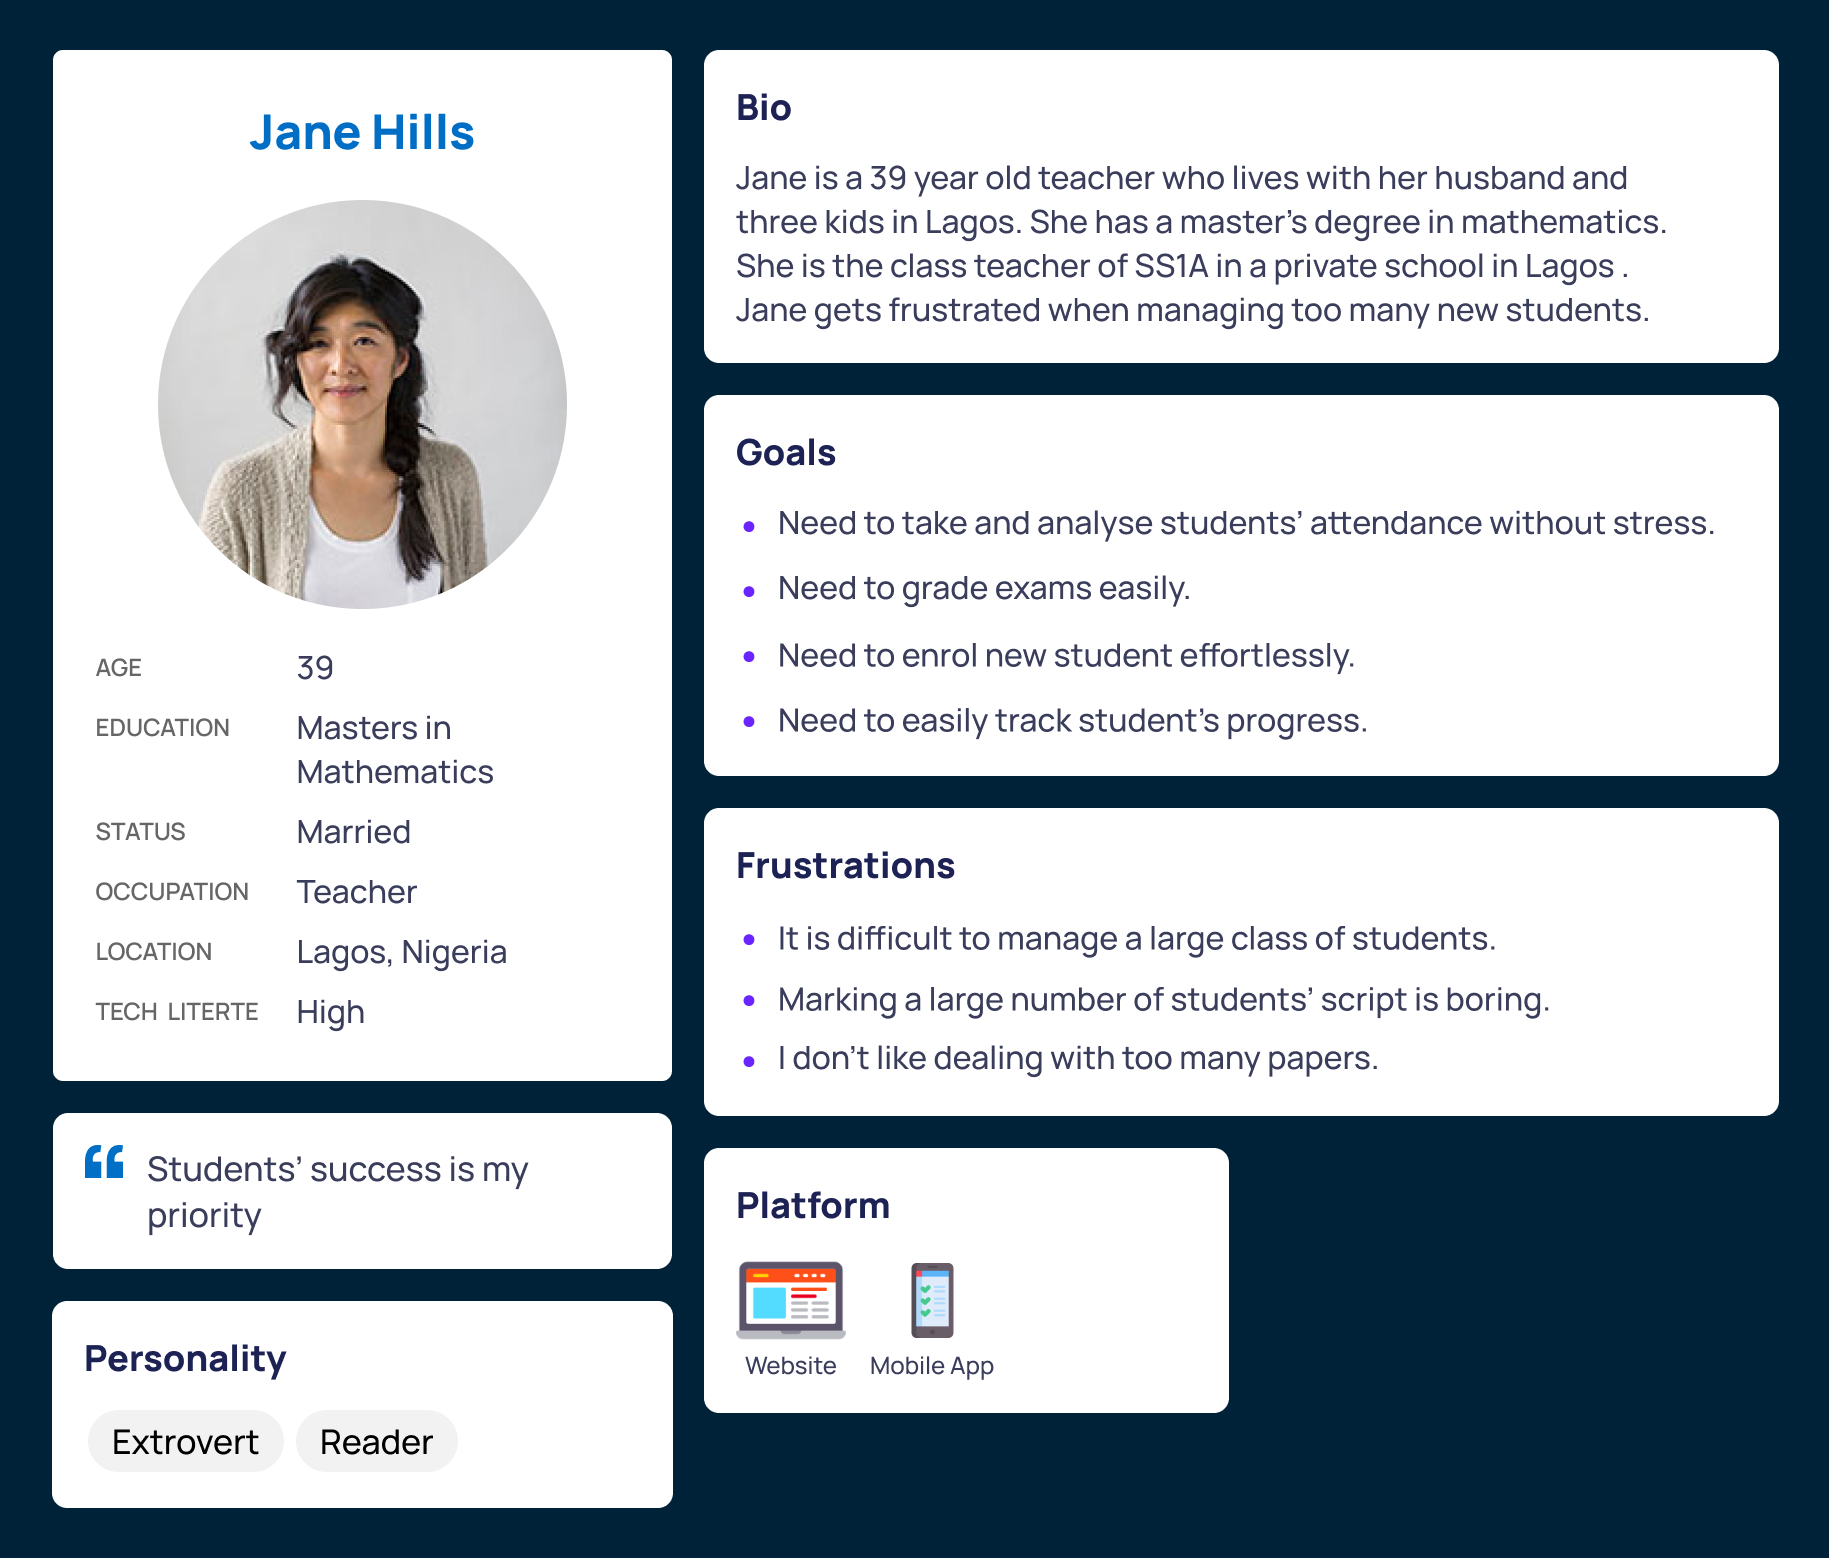 Jane Hills
AGE 39
EDUCATION Masters in
Mathematics
STATUS Married
OCCUPATION Teacher
LOCATION Lagos, Nigeria
TECH LITERTE High
“ Students’ success is my
priority
Personality
Extrovert Reader
Bio
Jane is a 39 year old teacher who lives with her husband and
three kids in Lagos. She has a master’s degree in mathematics.
She is the class teacher of SS1A in a private school in Lagos .
Jane gets frustrated when managing too many new students.
Goals
• Need to take and analyse students’ attendance without stress.
• Need to grade exams easily.
• Need to enrol new student effortlessly.
• Need to easily track student’s progress.
Frustrations
• It is difficult to manage a large class of students.
• Marking a large number of students’ script is boring.
• I don’t like dealing with too many papers.
Platform
Website Mobile App